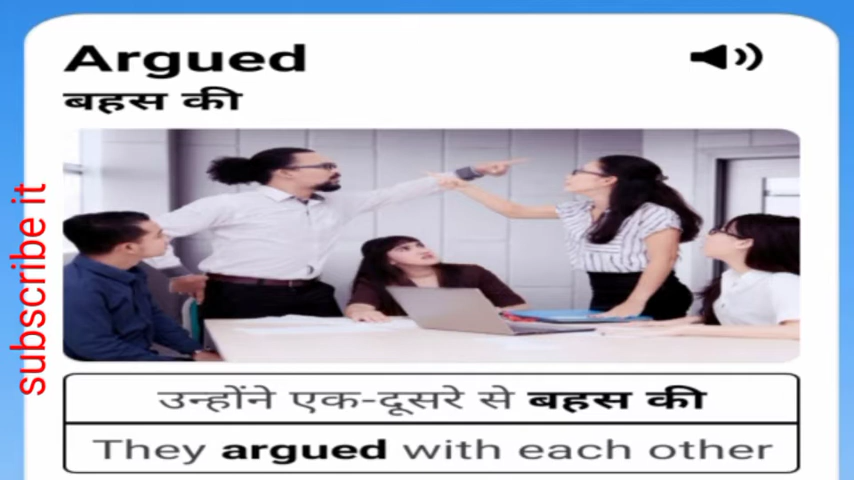 Argued
बहस की
subscribe it
उन्होंने एक-दूसरे से बहस की
They argued with each other